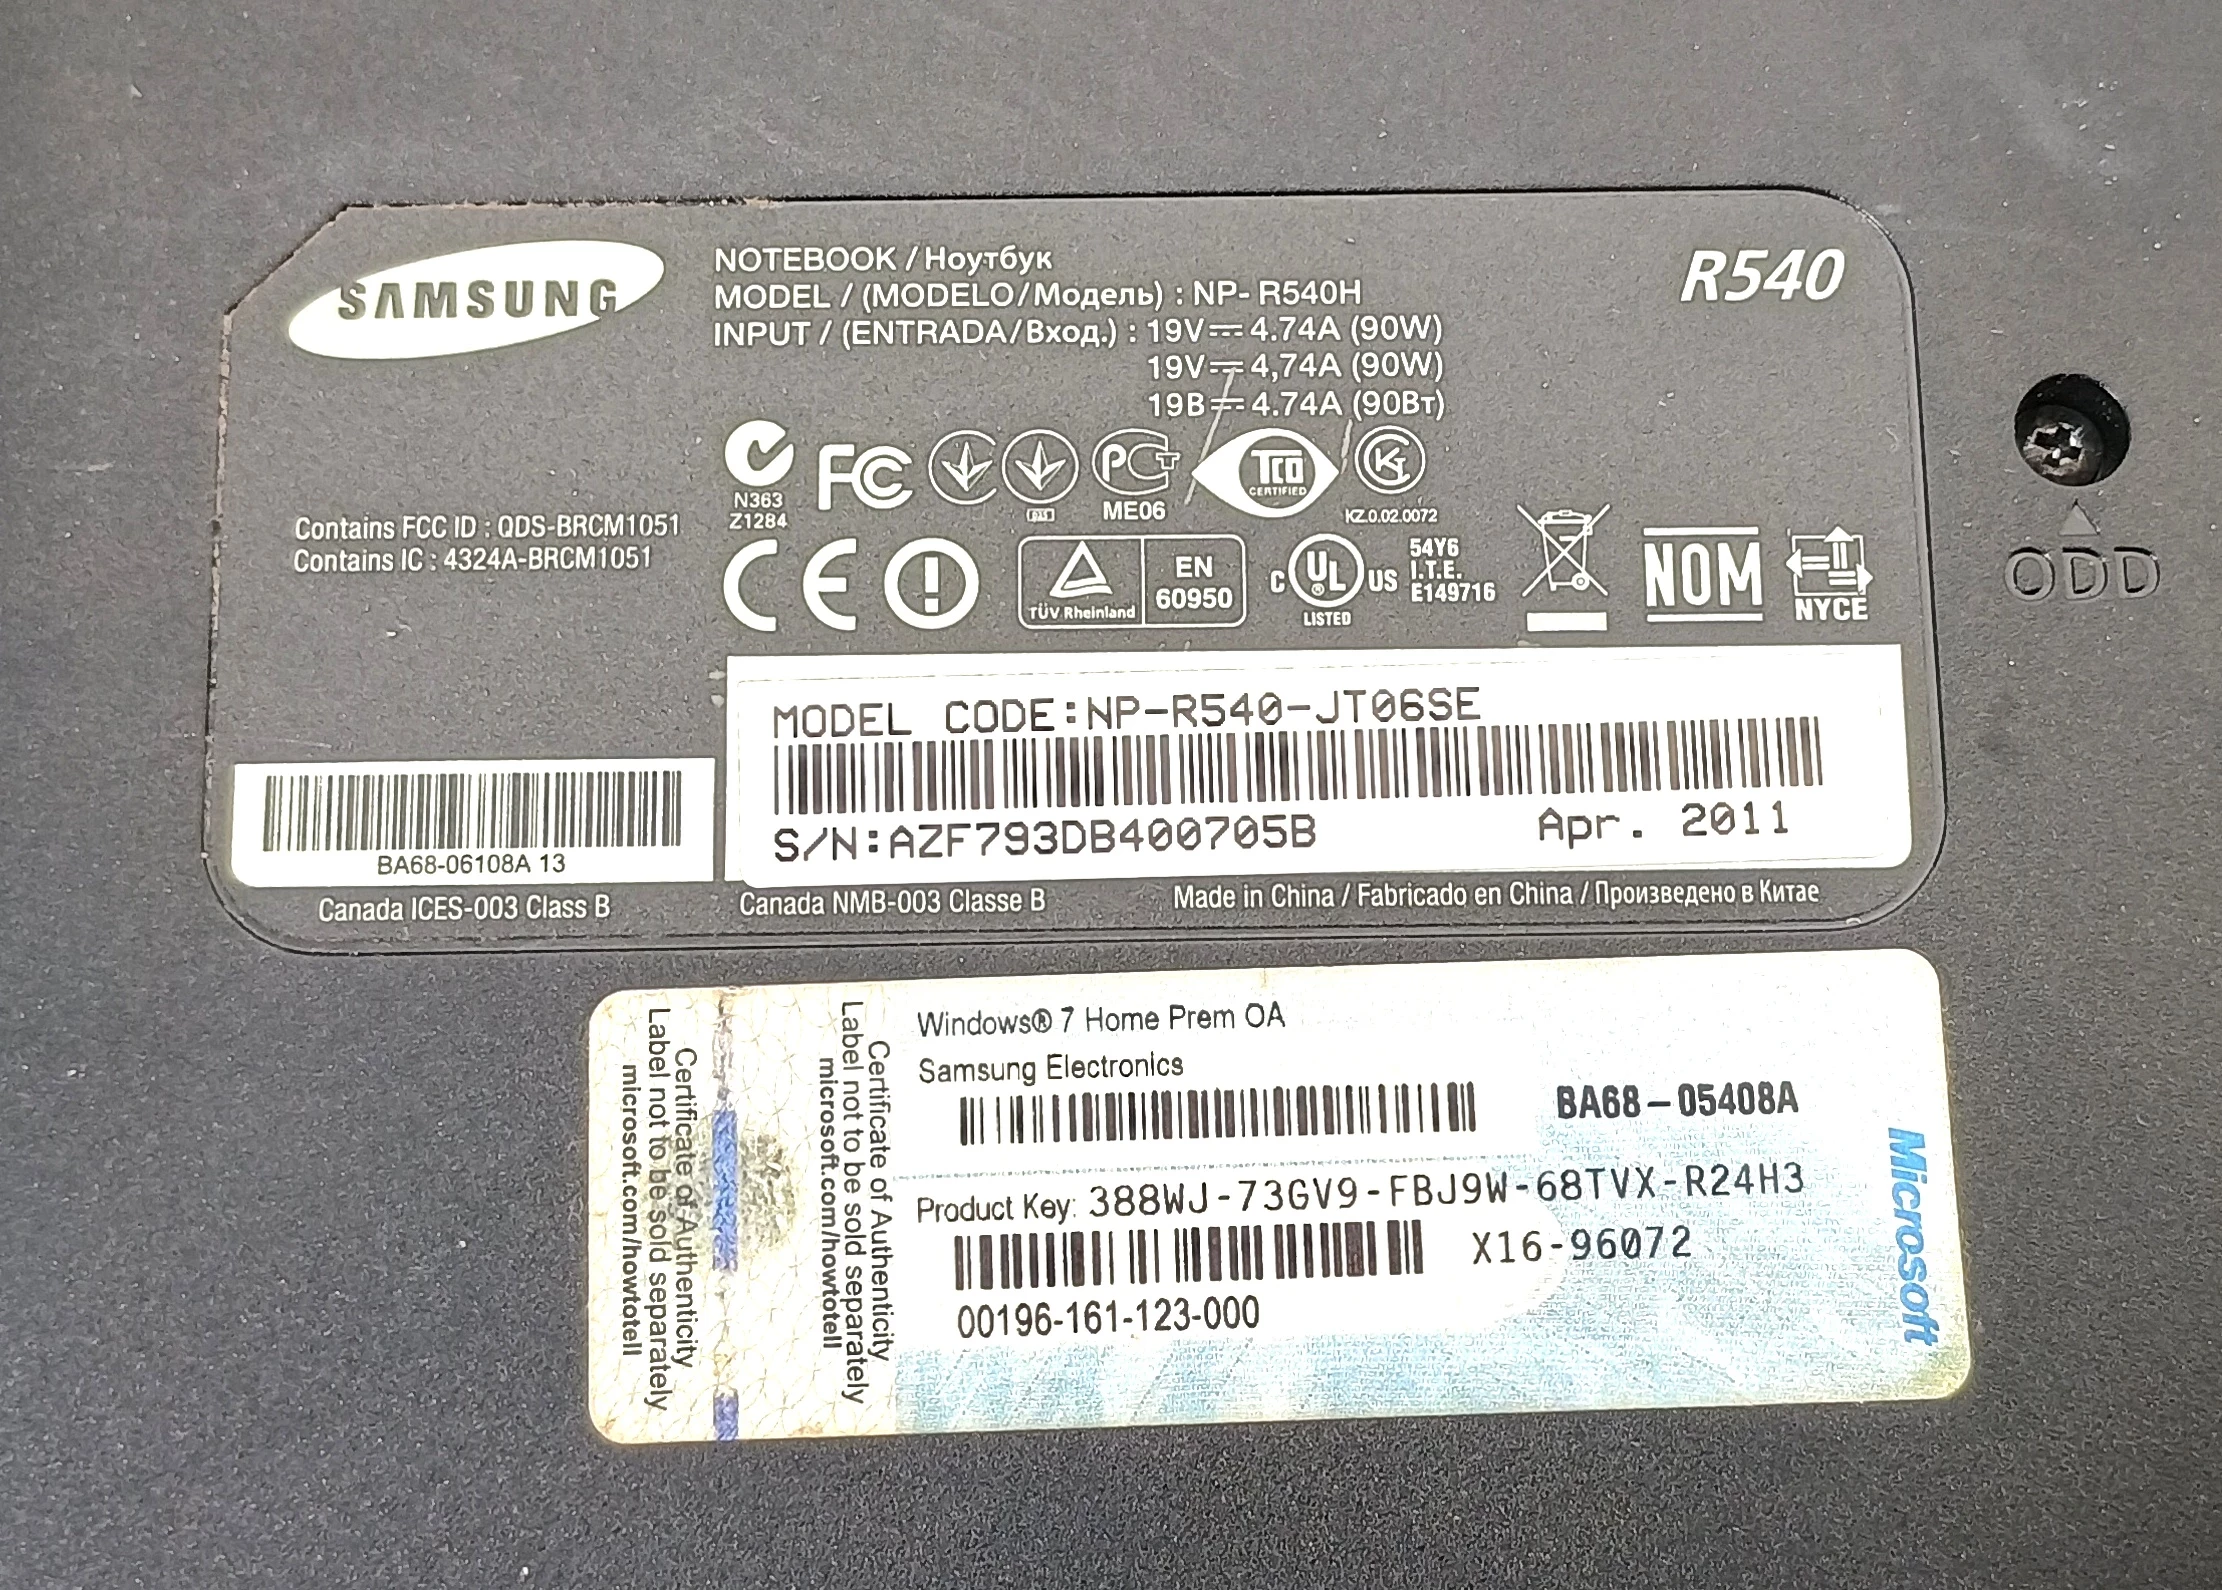 SAMSUNG
NOTEBOOK / Ноутбук
R540
MODEL / (MODELO/Модель) : NP- R540H
INPUT / (ENTRADA/Вход.) : 19V 4.74A (90W)
19V 4,74A (90W)
19В 4.74A (90Вт)
N363
Z1284
FC
PCT
ME06
TCO
CERTIFIED
KZ.0.02.0072
Contains FCC ID : QDS-BRCM1051
Contains IC : 4324A-BRCM1051
CE
TÜV Rheinland
EN
60950
C UL ® US
LISTED
54Y6
I.T.E.
E149716
NOM
NYCE
ODD
MODEL CODE:NP-R540-JT06SE
S/N:AZF793DB400705B
Apr. 2011
BA68-06108A 13
Canada ICES-003 Class B
Canada NMB-003 Classe B
Made in China / Fabricado en China / Произведено в Китае
Certificate of Authenticity
Label not to be sold separately
microsoft.com/howtotell
Certificate of Authenticity
Label not to be sold separately
microsoft.com/howtotell
Windows® 7 Home Prem OA
Samsung Electronics
BA68-05408A
Product Key: 388WJ-73GV9-FBJ9W-68TVX-R24H3
X16-96072
00196-161-123-000
Microsoft